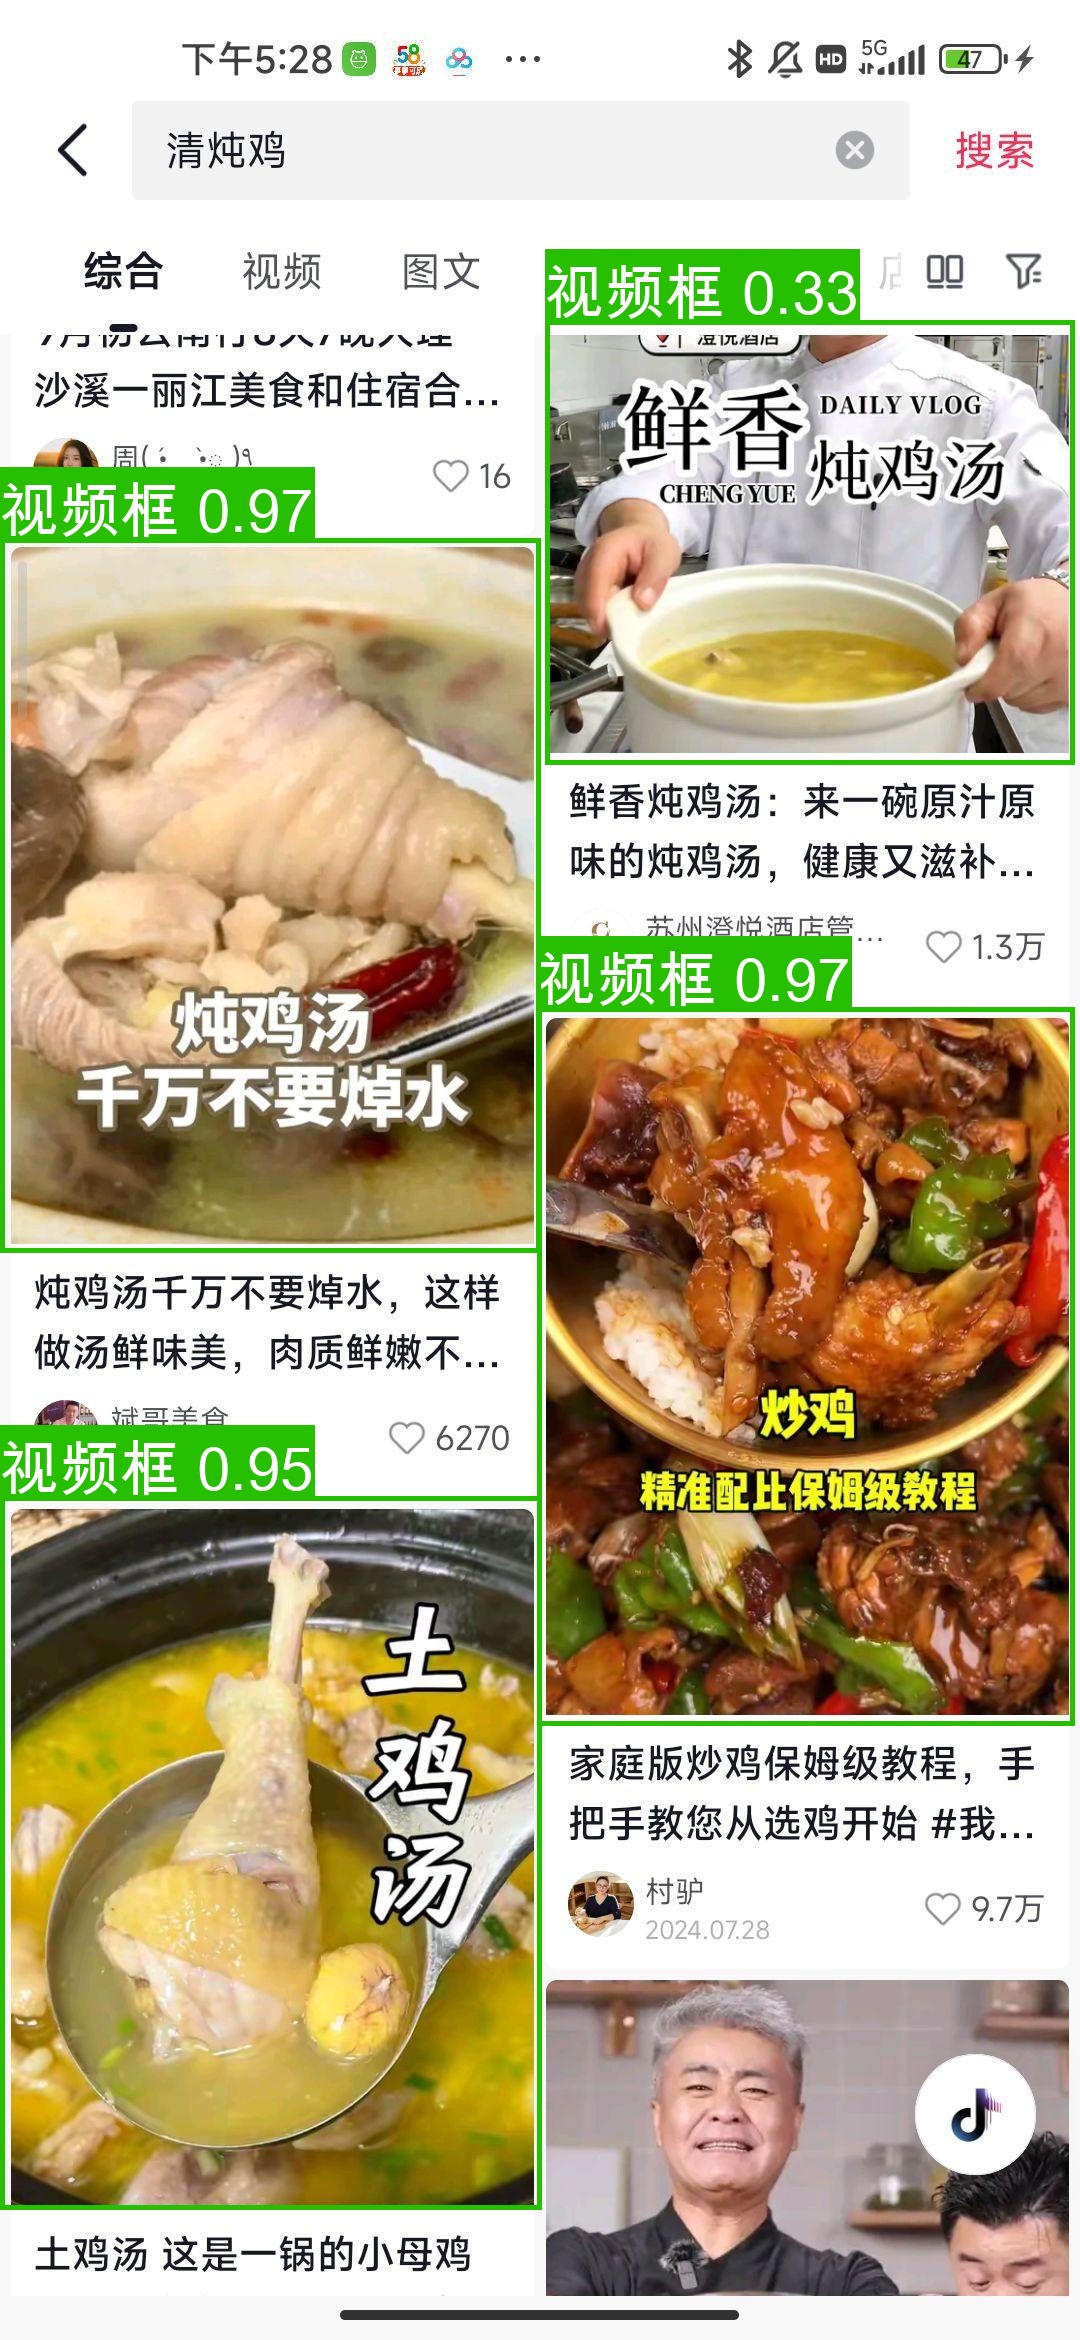 下午5:28
58
HD
5G
47
清炖鸡
搜索
综合
视频
图文
沙溪一丽江美食和住宿合...
16
视频框 0.97
炖鸡汤
千万不要焯水
炖鸡汤千万不要焯水，这样
做汤鲜味美，肉质鲜嫩不...
斌哥美食
6270
视频框 0.95
土鸡汤
土鸡汤 这是一锅的小母鸡
视频框 0.33
澄悦酒店
鲜香
DAILY VLOG
CHENG YUE
炖鸡汤
鲜香炖鸡汤：来一碗原汁原
味的炖鸡汤，健康又滋补...
苏州澄悦酒店管...
1.3万
视频框 0.97
炒鸡
精准配比保姆级教程
家庭版炒鸡保姆级教程，手
把手教您从选鸡开始 #我...
村驴
2024.07.28
9.7万